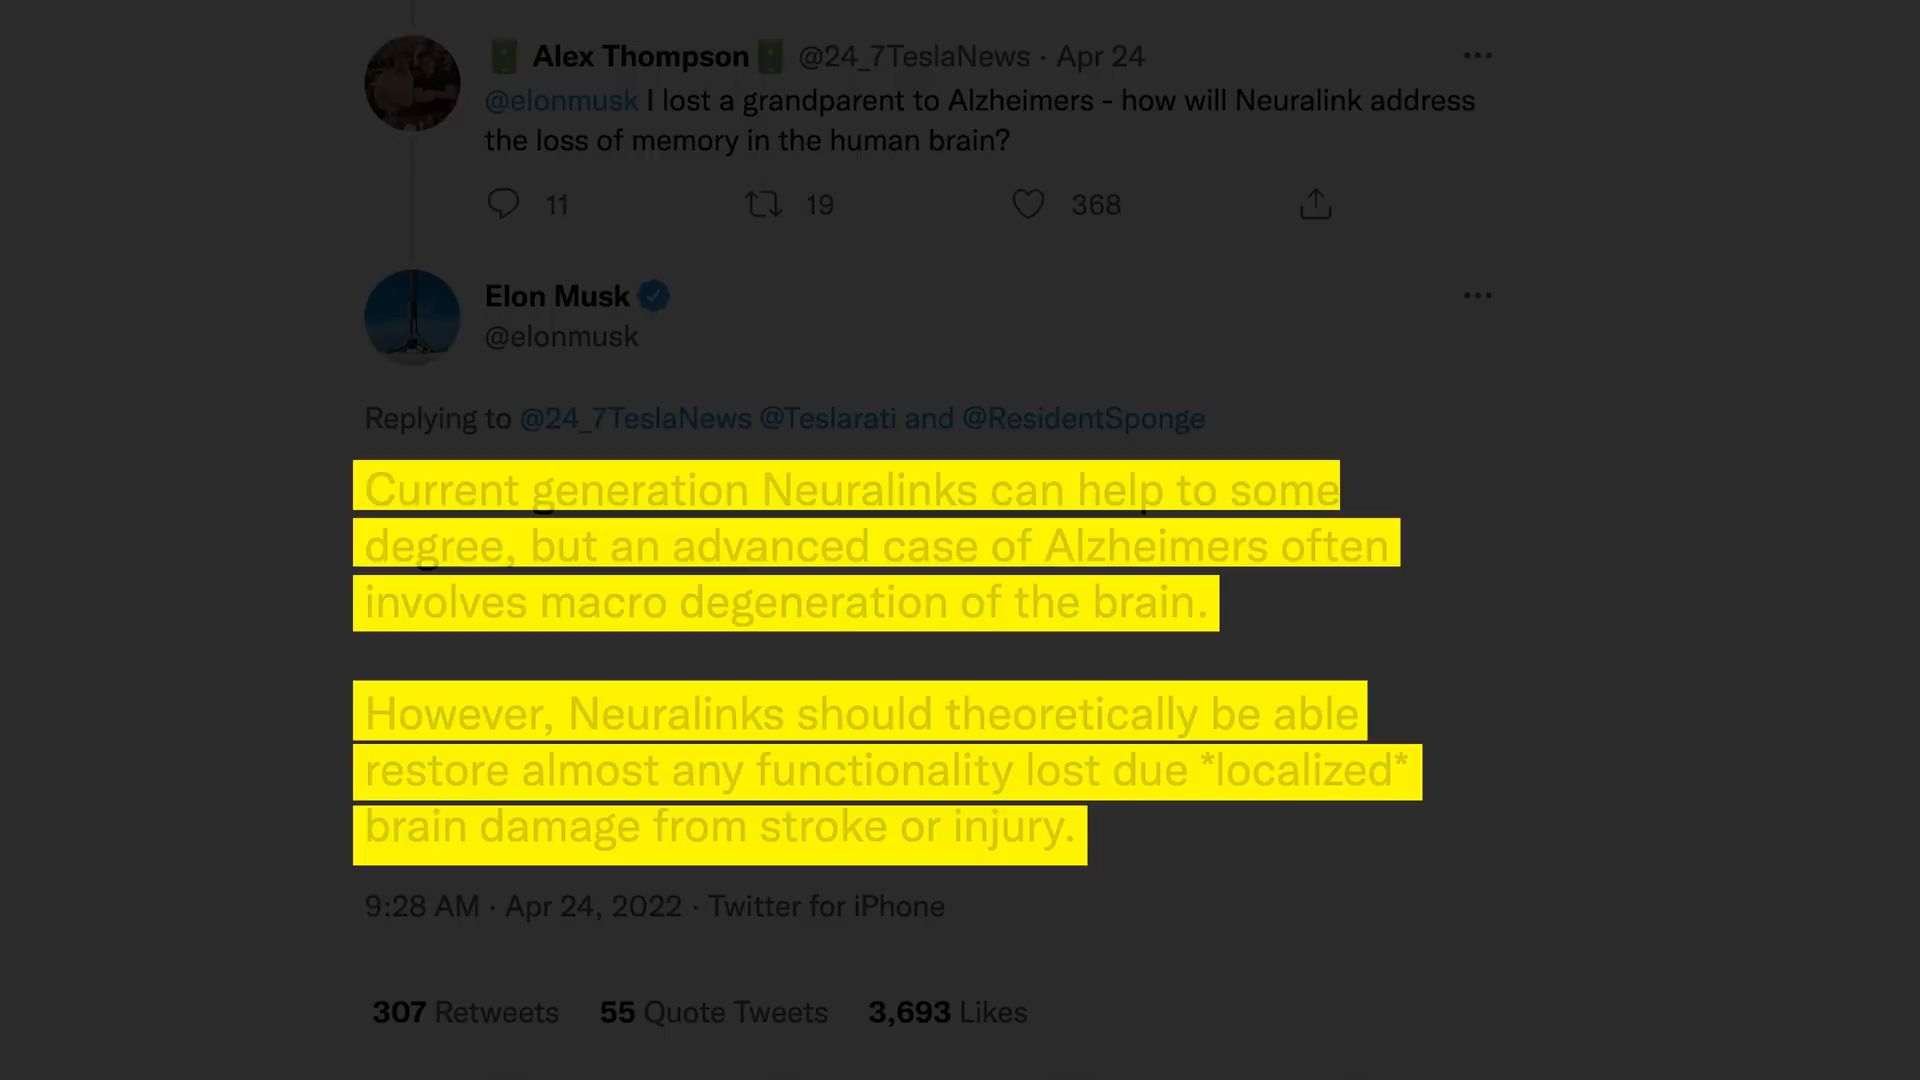 Alex Thompson @24_7TeslaNews · Apr 24
@elonmusk I lost a grandparent to Alzheimers - how will Neuralink address
the loss of memory in the human brain?
11 19 368
Elon Musk
@elonmusk
Replying to @24_7TeslaNews @Teslarati and @ResidentSponge
Current generation Neuralinks can help to some
degree, but an advanced case of Alzheimers often
involves macro degeneration of the brain.
However, Neuralinks should theoretically be able
restore almost any functionality lost due *localized*
brain damage from stroke or injury.
9:28 AM · Apr 24, 2022 · Twitter for iPhone
307 Retweets 55 Quote Tweets 3,693 Likes